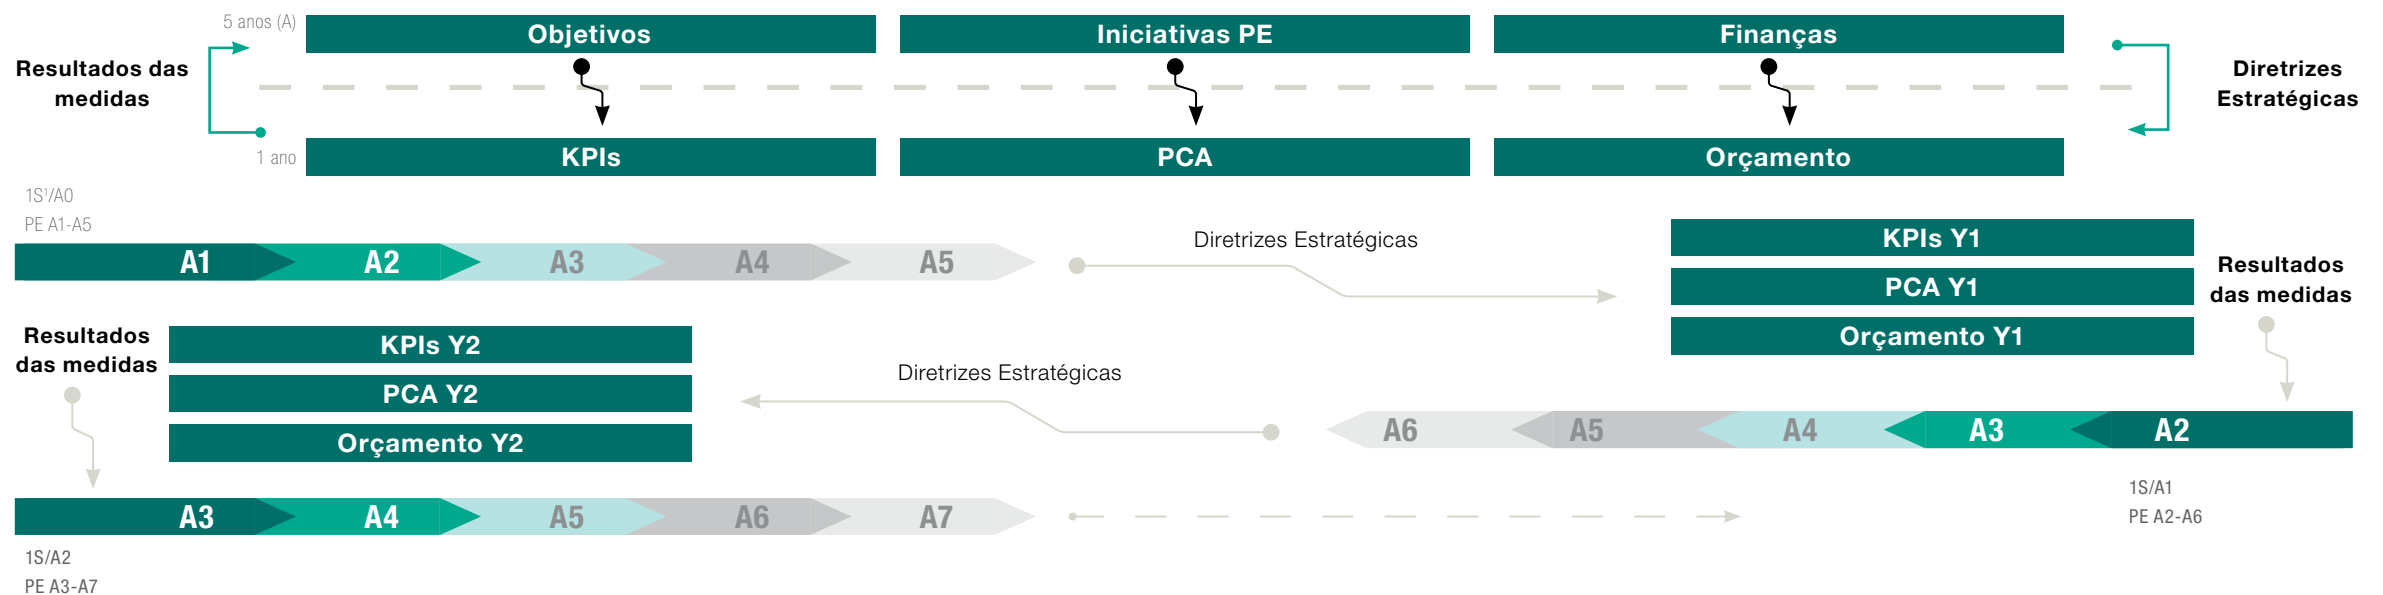 5 anos (A)
Objetivos
Iniciativas PE
Finanças
Resultados das
medidas
Diretrizes
Estratégicas
1 ano
KPIs
PCA
Orçamento
1S¹/A0
PE A1-A5
A1
A2
A3
A4
A5
Diretrizes Estratégicas
KPIs Y1
PCA Y1
Orçamento Y1
Resultados
das medidas
Resultados
das medidas
KPIs Y2
PCA Y2
Orçamento Y2
Diretrizes Estratégicas
A6
A5
A4
A3
A2
1S/A1
PE A2-A6
A3
A4
A5
A6
A7
1S/A2
PE A3-A7